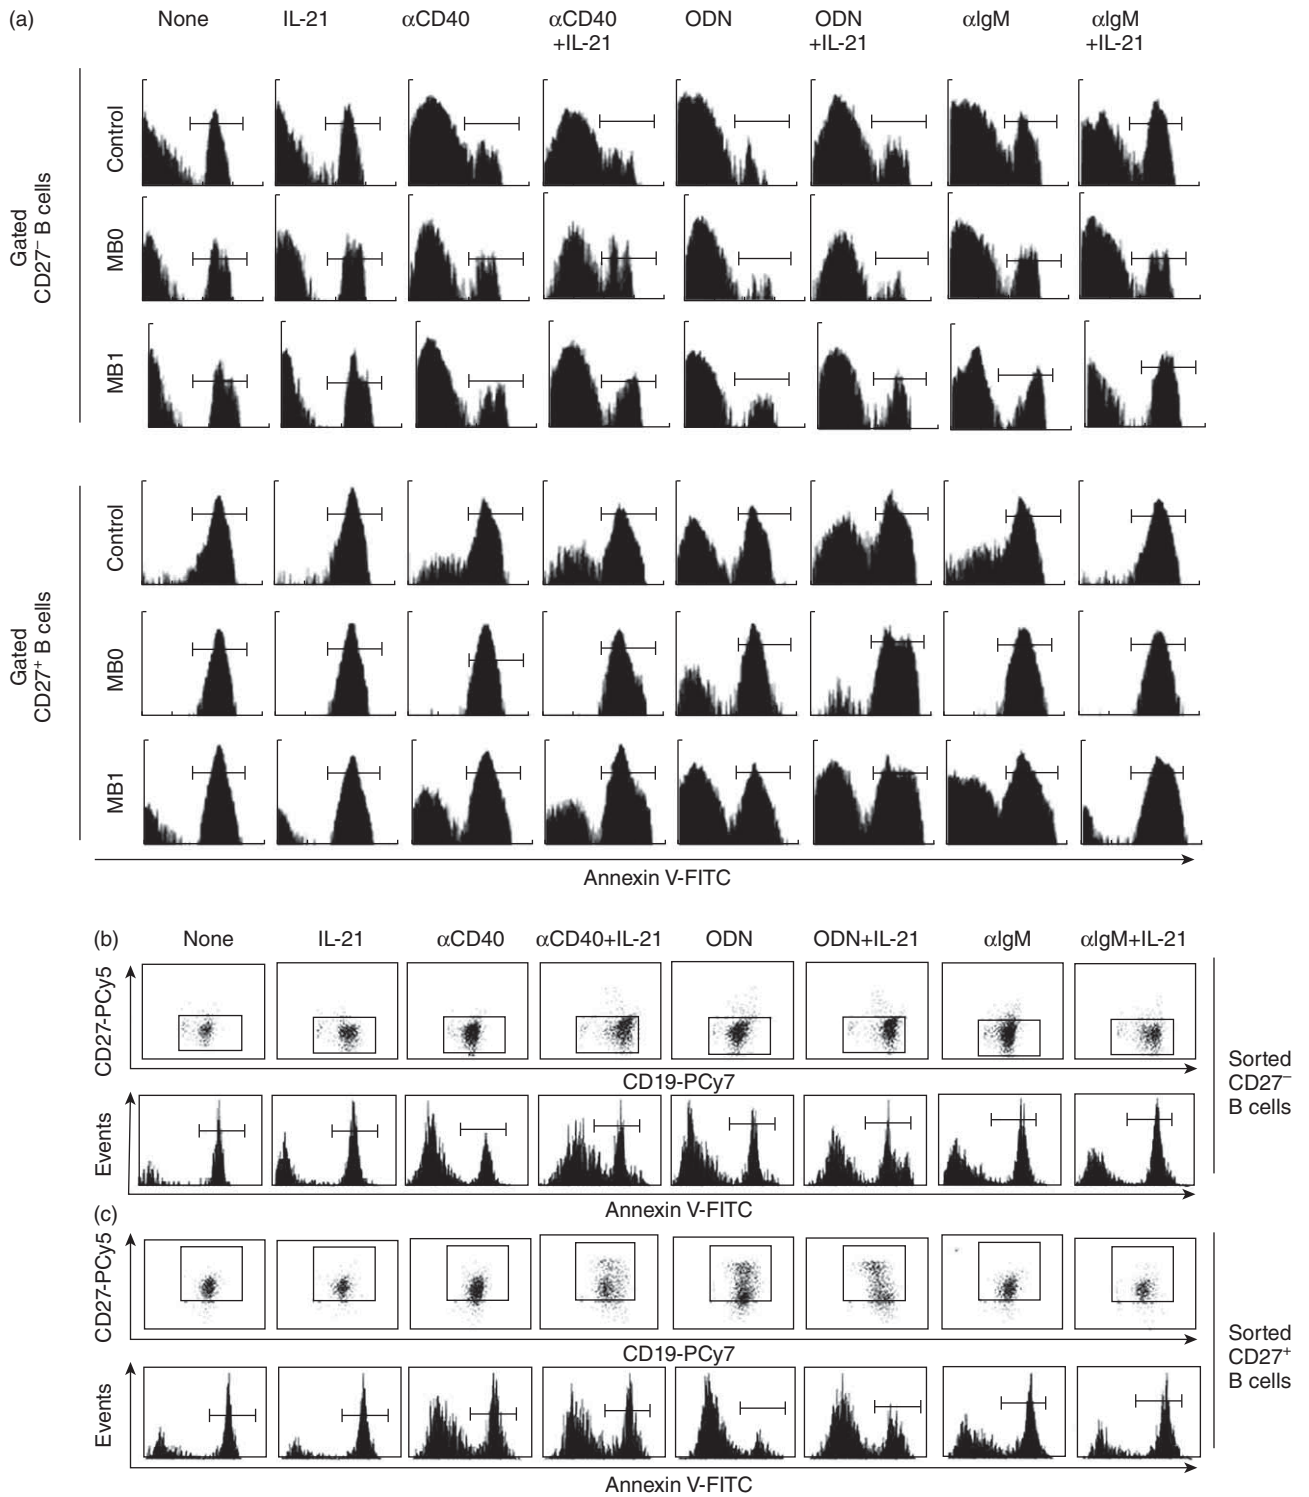 (a)
None IL-21 αCD40 αCD40 ODN ODN αIgM αIgM
+IL-21 +IL-21 +IL-21
Gated
CD27⁻ B cells
Control
MB0
MB1
Gated
CD27⁺ B cells
Control
MB0
MB1
Annexin V-FITC
(b)
None IL-21 αCD40 αCD40+IL-21 ODN ODN+IL-21 αIgM αIgM+IL-21
CD27-PCy5
CD19-PCy7
Events
Annexin V-FITC
Sorted
CD27⁻
B cells
(c)
CD27-PCy5
CD19-PCy7
Events
Annexin V-FITC
Sorted
CD27⁺
B cells